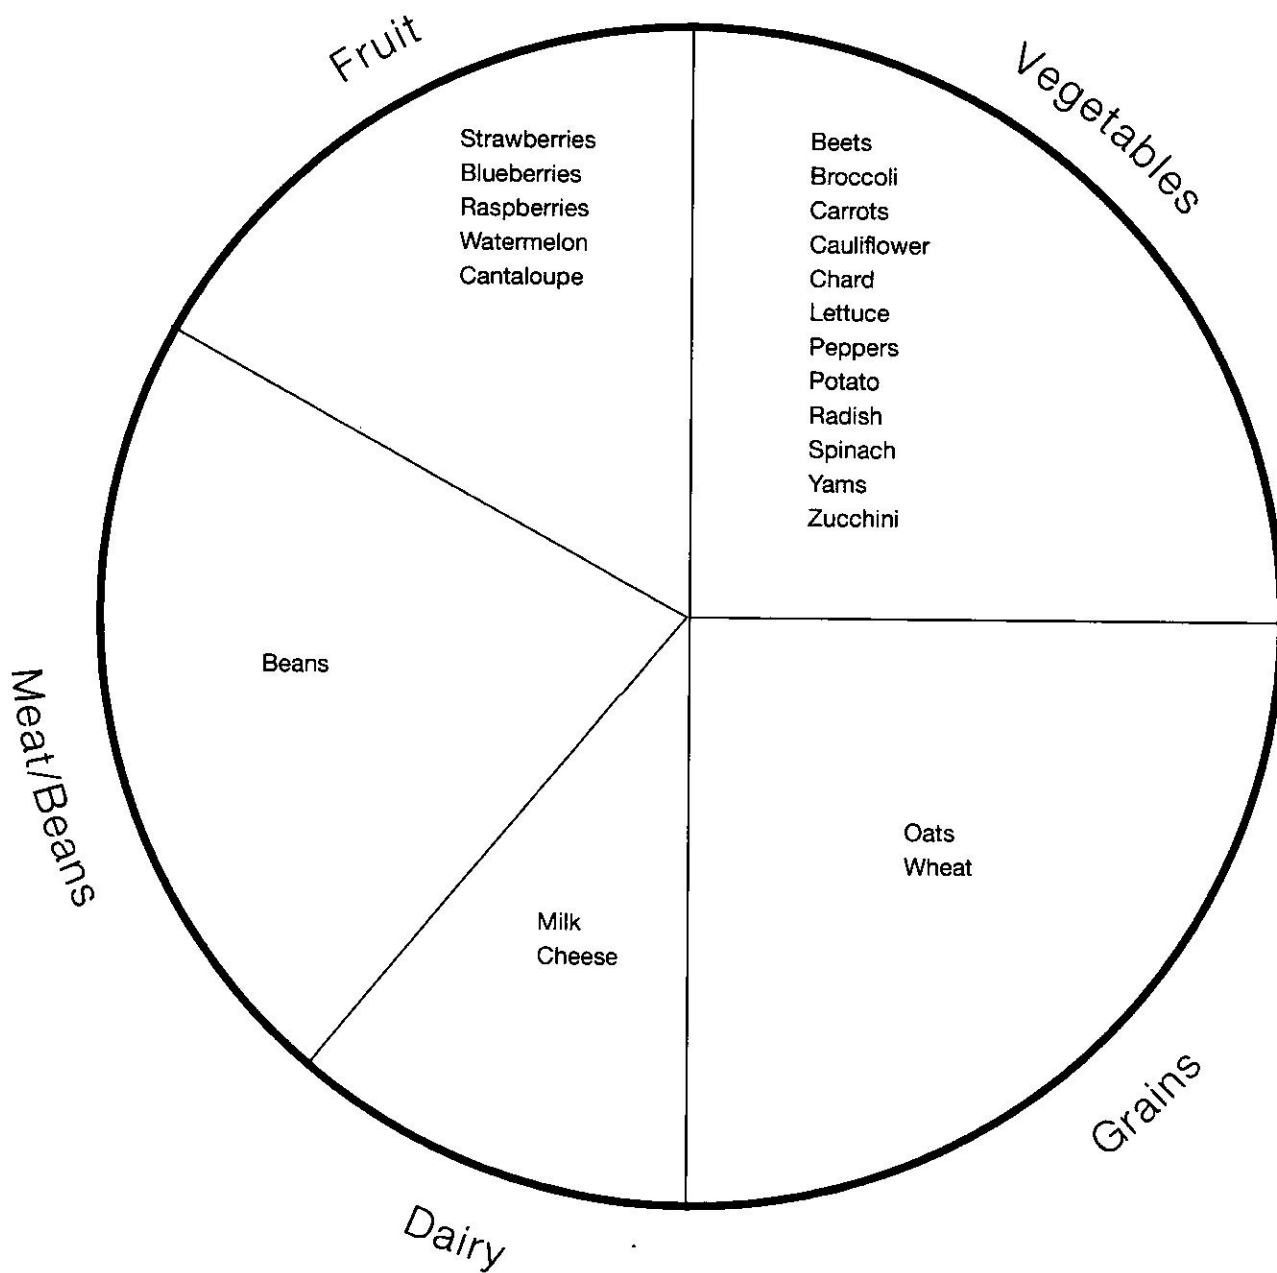 Fruit
Strawberries
Blueberries
Raspberries
Watermelon
Cantaloupe
Vegetables
Beets
Broccoli
Carrots
Cauliflower
Chard
Lettuce
Peppers
Potato
Radish
Spinach
Yams
Zucchini
Meat/Beans
Beans
Dairy
Milk
Cheese
Grains
Oats
Wheat